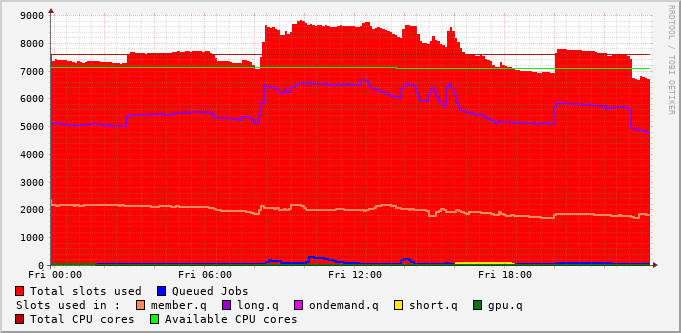 9000
8000
7000
6000
5000
4000
3000
2000
1000
0
Fri 00:00 Fri 06:00 Fri 12:00 Fri 18:00
Total slots used Queued Jobs
Slots used in : member.q long.q ondemand.q short.q gpu.q
Total CPU cores Available CPU cores
RRDTOOL / TOBI OETIKER